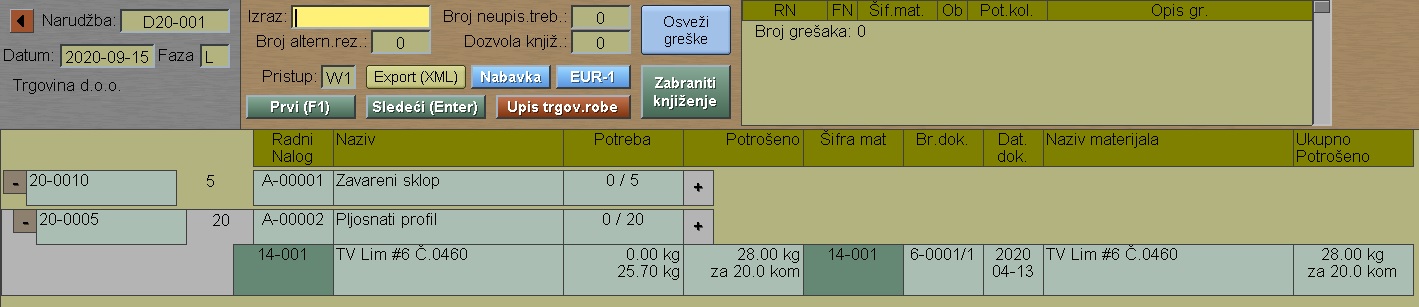 Narudžba: D20-001
Datum: 2020-09-15 Faza L
Trgovina d.o.o.
Izraz: Broj neupis.treb.: 0
Broj altern.rez.: 0 Dozvola knjiž.: 0
Osveži
greške
Pristup: W1 Export (XML) Nabavka EUR-1
Zabraniti
knjiženje
Prvi (F1) Sledeći (Enter) Upis trgov.robe
RN FN Šif.mat. Ob Pot.kol. Opis gr.
Broj grešaka: 0
Radni
Nalog
Naziv Potreba Potrošeno Šifra mat Br.dok. Dat.
dok.
Naziv materijala Ukupno
Potrošeno
- 20-0010 5 A-00001 Zavareni sklop 0 / 5 +
- 20-0005 20 A-00002 Pljosnati profil 0 / 20 +
14-001 TV Lim #6 Č.0460 0.00 kg 28.00 kg 14-001 6-0001/1 2020 TV Lim #6 Č.0460 28.00 kg
25.70 kg za 20.0 kom 04-13 za 20.0 kom